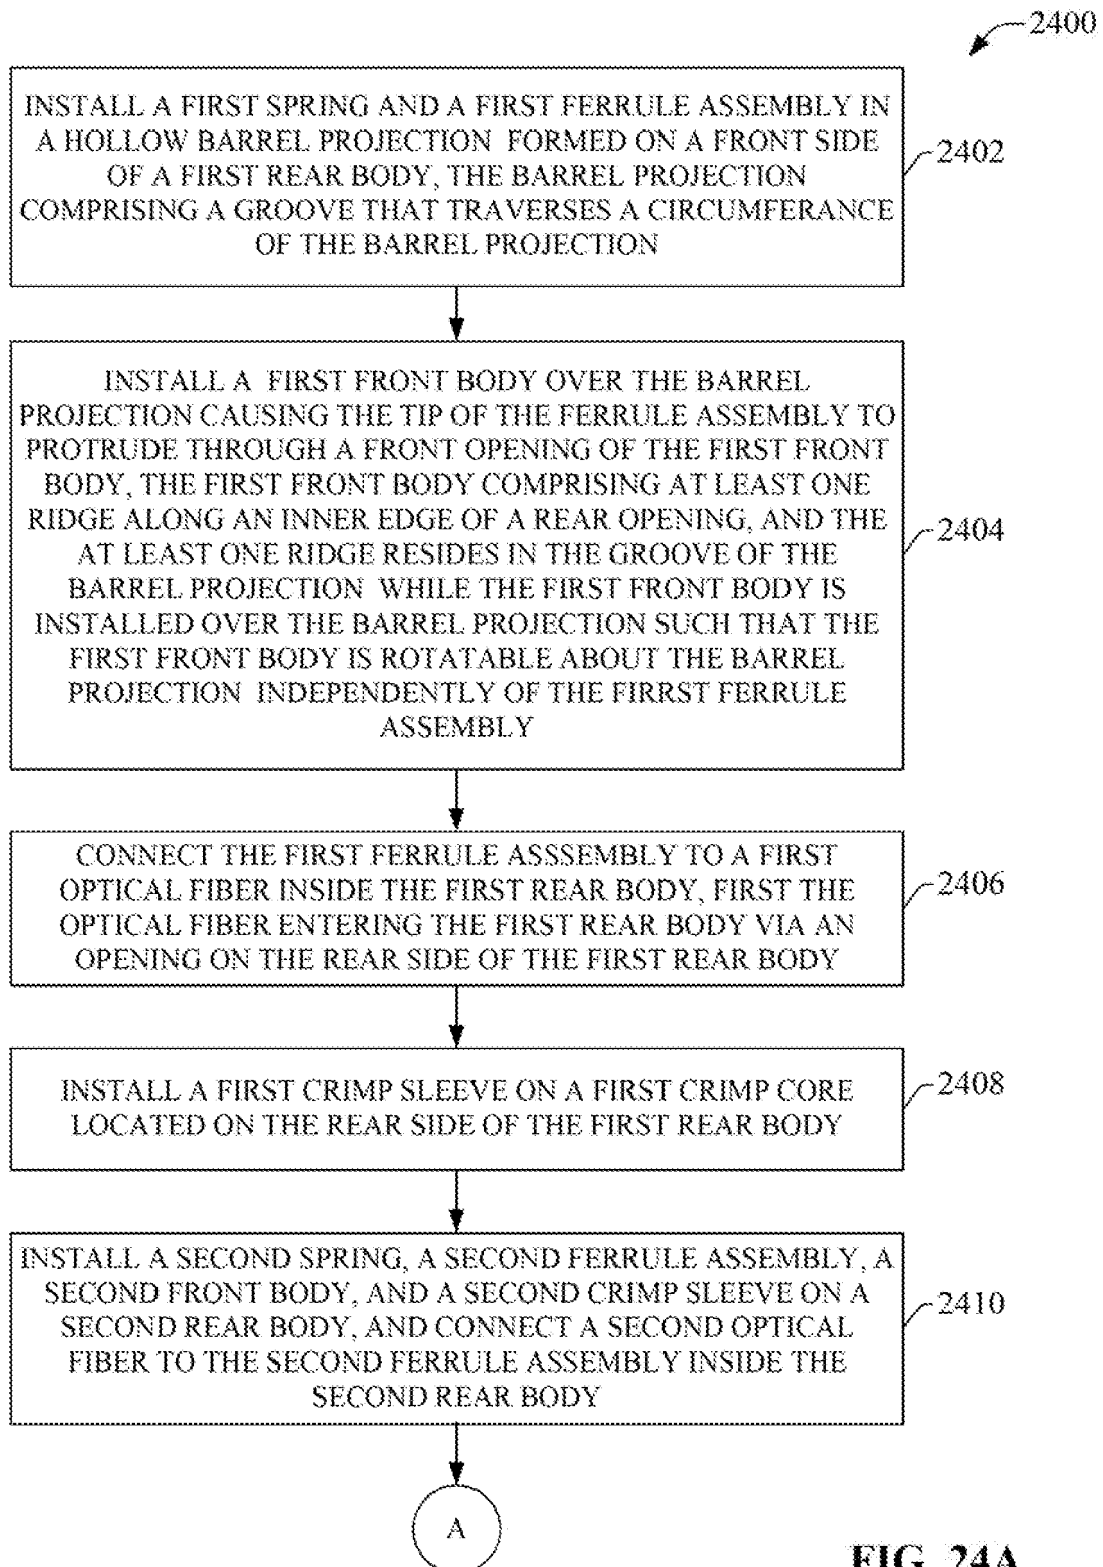 2400
INSTALL A FIRST SPRING AND A FIRST FERRULE ASSEMBLY IN
A HOLLOW BARREL PROJECTION FORMED ON A FRONT SIDE
OF A FIRST REAR BODY, THE BARREL PROJECTION
COMPRISING A GROOVE THAT TRAVERSES A CIRCUMFERANCE
OF THE BARREL PROJECTION
2402
INSTALL A FIRST FRONT BODY OVER THE BARREL
PROJECTION CAUSING THE TIP OF THE FERRULE ASSEMBLY TO
PROTRUDE THROUGH A FRONT OPENING OF THE FIRST FRONT
BODY, THE FIRST FRONT BODY COMPRISING AT LEAST ONE
RIDGE ALONG AN INNER EDGE OF A REAR OPENING, AND THE
AT LEAST ONE RIDGE RESIDES IN THE GROOVE OF THE
BARREL PROJECTION WHILE THE FIRST FRONT BODY IS
INSTALLED OVER THE BARREL PROJECTION SUCH THAT THE
FIRST FRONT BODY IS ROTATABLE ABOUT THE BARREL
PROJECTION INDEPENDENTLY OF THE FIRRST FERRULE
ASSEMBLY
2404
CONNECT THE FIRST FERRULE ASSSEMBLY TO A FIRST
OPTICAL FIBER INSIDE THE FIRST REAR BODY, FIRST THE
OPTICAL FIBER ENTERING THE FIRST REAR BODY VIA AN
OPENING ON THE REAR SIDE OF THE FIRST REAR BODY
2406
INSTALL A FIRST CRIMP SLEEVE ON A FIRST CRIMP CORE
LOCATED ON THE REAR SIDE OF THE FIRST REAR BODY
2408
INSTALL A SECOND SPRING, A SECOND FERRULE ASSEMBLY, A
SECOND FRONT BODY, AND A SECOND CRIMP SLEEVE ON A
SECOND REAR BODY, AND CONNECT A SECOND OPTICAL
FIBER TO THE SECOND FERRULE ASSEMBLY INSIDE THE
SECOND REAR BODY
2410
A
FIG. 24A